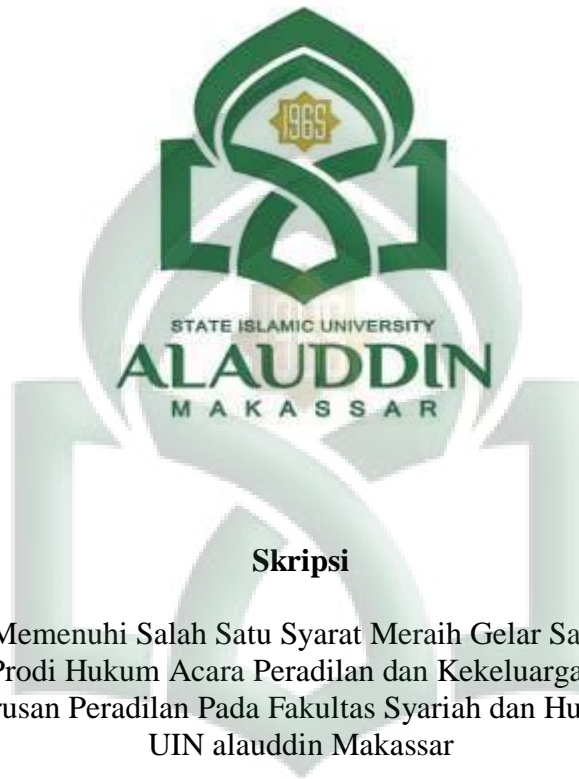 1965
STATE ISLAMIC UNIVERSITY
ALAUDDIN
MAKASSAR
Skripsi
Memenuhi Salah Satu Syarat Meraih Gelar
Prodi Hukum Acara Peradilan dan
Peradilan Pada Fakultas Syariah dan
UIN alauddin Makassar